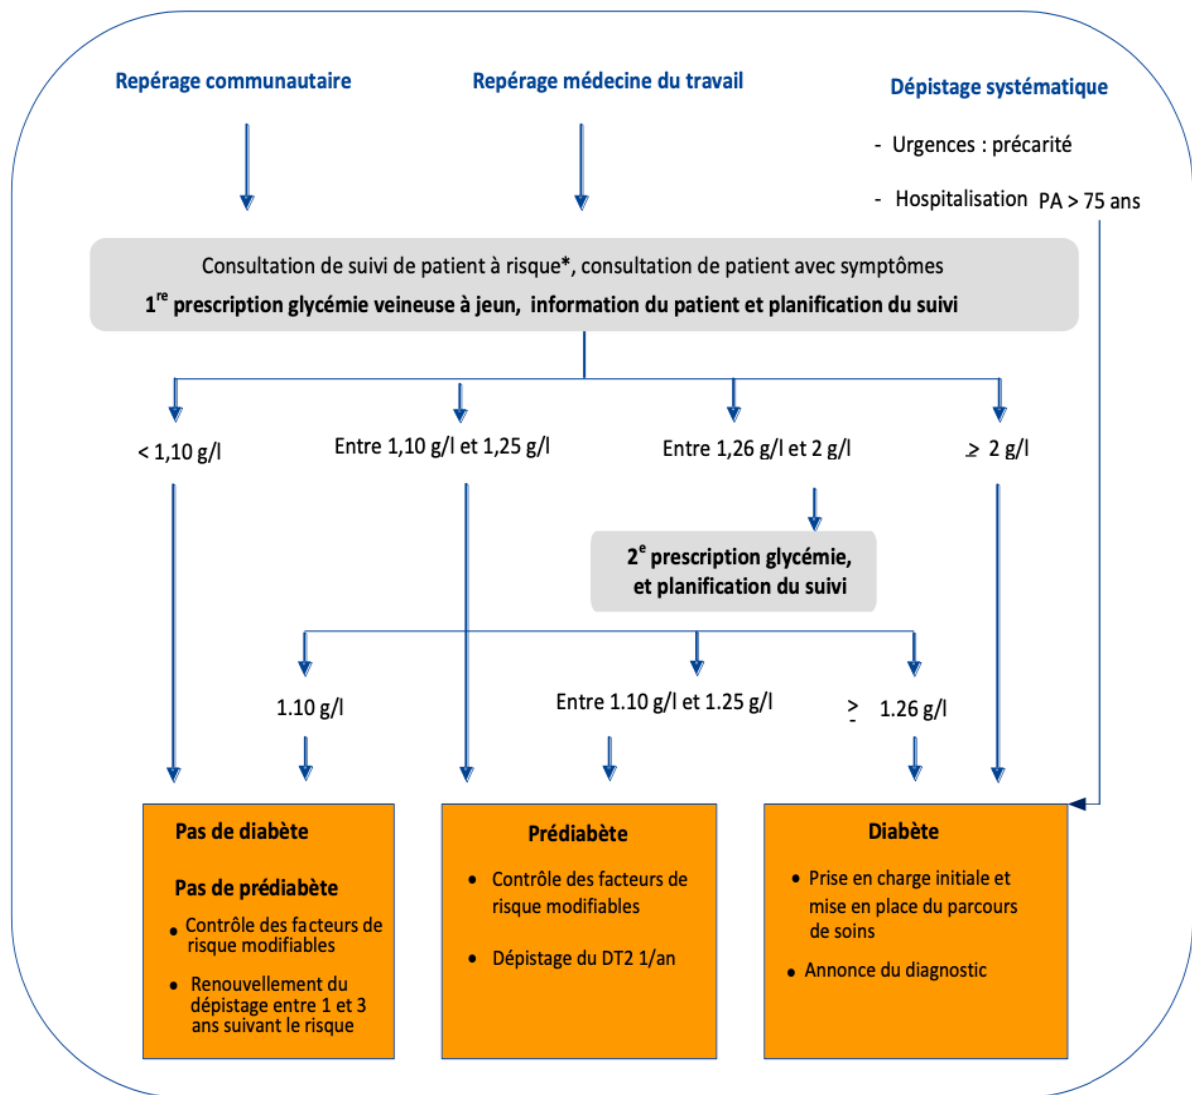 Repérage communautaire
Repérage médecine du travail
Dépistage systématique
- Urgences : précarité
- Hospitalisation PA > 75 ans
Consultation de suivi de patient à risque*, consultation de patient avec symptômes
1re prescription glycémie veineuse à jeun, information du patient et planification du suivi
< 1,10 g/l
Entre 1,10 g/l et 1,25 g/l
Entre 1,26 g/l et 2 g/l
≥ 2 g/l
2e prescription glycémie,
et planification du suivi
1.10 g/l
Entre 1.10 g/l et 1.25 g/l
≥ 1.26 g/l
Pas de diabète
Pas de prédiabète
• Contrôle des facteurs de
risque modifiables
• Renouvellement du
dépistage entre 1 et 3
ans suivant le risque
Prédiabète
• Contrôle des facteurs de
risque modifiables
• Dépistage du DT2 1/an
Diabète
• Prise en charge initiale et
mise en place du parcours
de soins
• Annonce du diagnostic